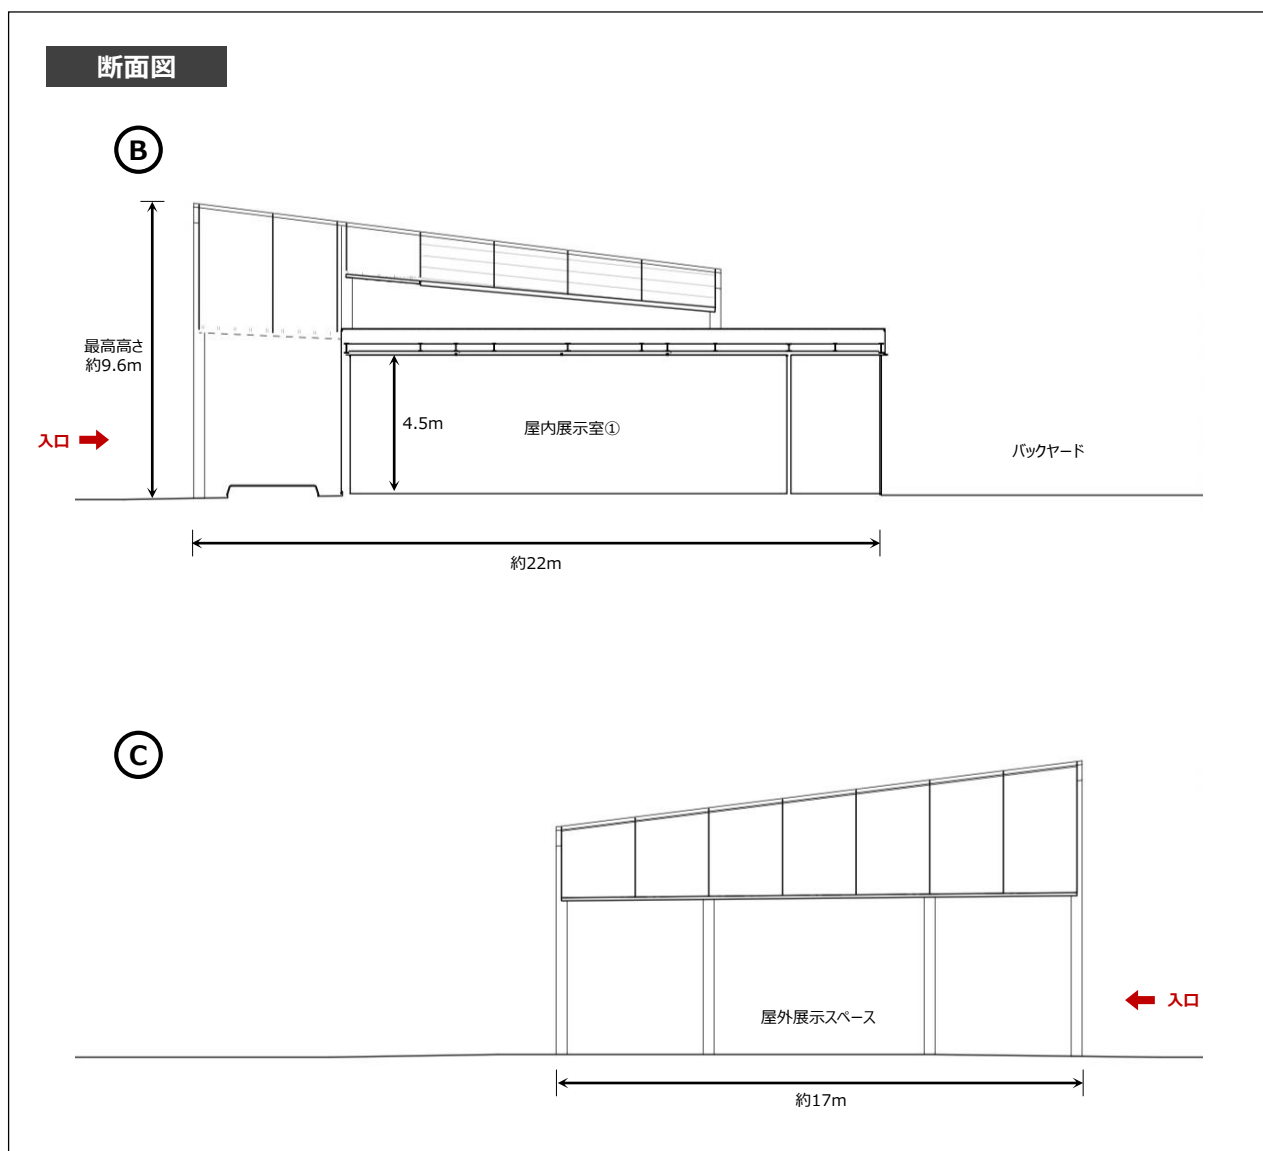 断面図
B
最高高さ
約9.6m
入口
4.5m
屋内展示室①
バックヤード
約22m
C
屋外展示スペース
入口
約17m